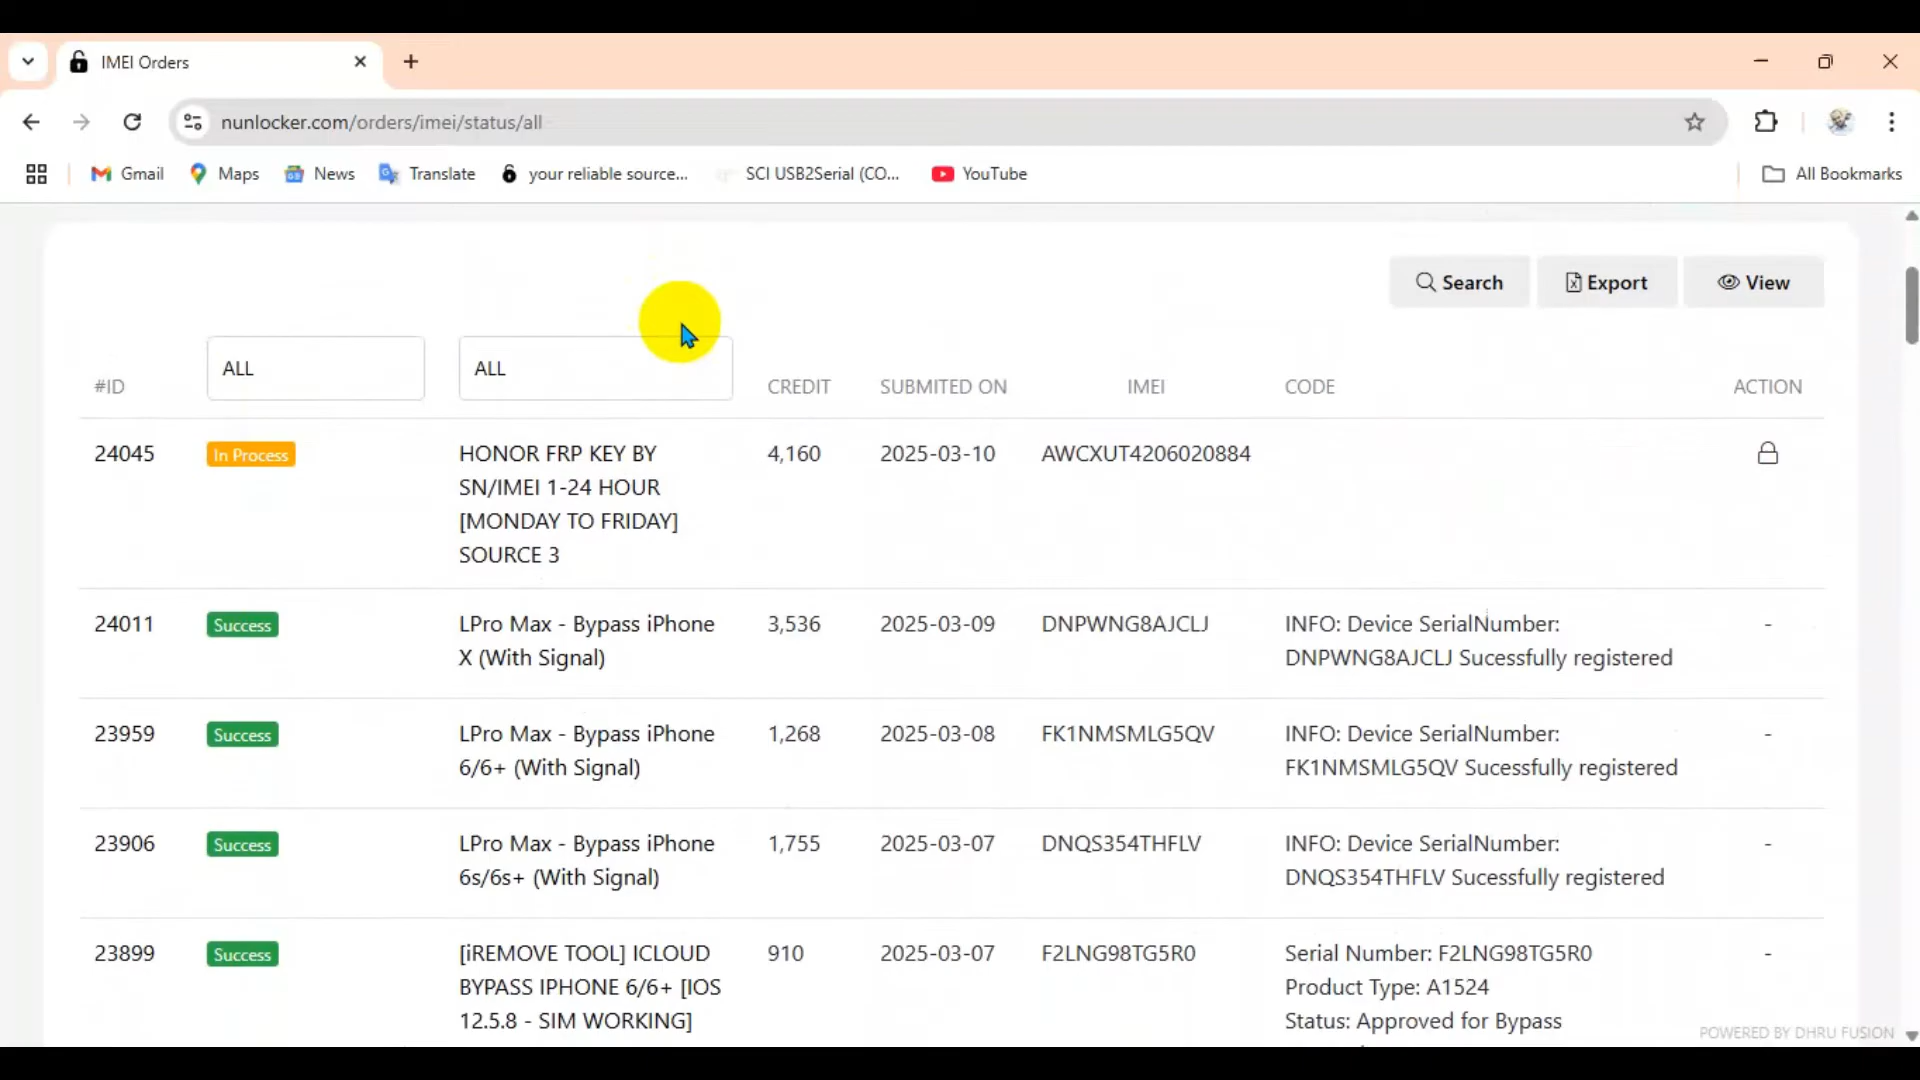 IMEI Orders
nunlocker.com/orders/imei/status/all
Gmail Maps News Translate your reliable source... SCI USB2Serial (CO... YouTube All Bookmarks
Search Export View
#ID ALL ALL CREDIT SUBMITED ON IMEI CODE ACTION
24045 In Process HONOR FRP KEY BY 4,160 2025-03-10 AWCXUT4206020884
SN/IMEI 1-24 HOUR
[MONDAY TO FRIDAY]
SOURCE 3
24011 Success LPro Max - Bypass iPhone 3,536 2025-03-09 DNPWNG8AJCLJ INFO: Device SerialNumber: -
X (With Signal) DNPWNG8AJCLJ Sucessfully registered
23959 Success LPro Max - Bypass iPhone 1,268 2025-03-08 FK1NMSMLG5QV INFO: Device SerialNumber: -
6/6+ (With Signal) FK1NMSMLG5QV Sucessfully registered
23906 Success LPro Max - Bypass iPhone 1,755 2025-03-07 DNQS354THFLV INFO: Device SerialNumber: -
6s/6s+ (With Signal) DNQS354THFLV Sucessfully registered
23899 Success [iREMOVE TOOL] ICLOUD 910 2025-03-07 F2LNG98TG5R0 Serial Number: F2LNG98TG5R0 -
BYPASS IPHONE 6/6+ [IOS Product Type: A1524
12.5.8 - SIM WORKING] Status: Approved for Bypass
POWERED BY DHRU FUSION